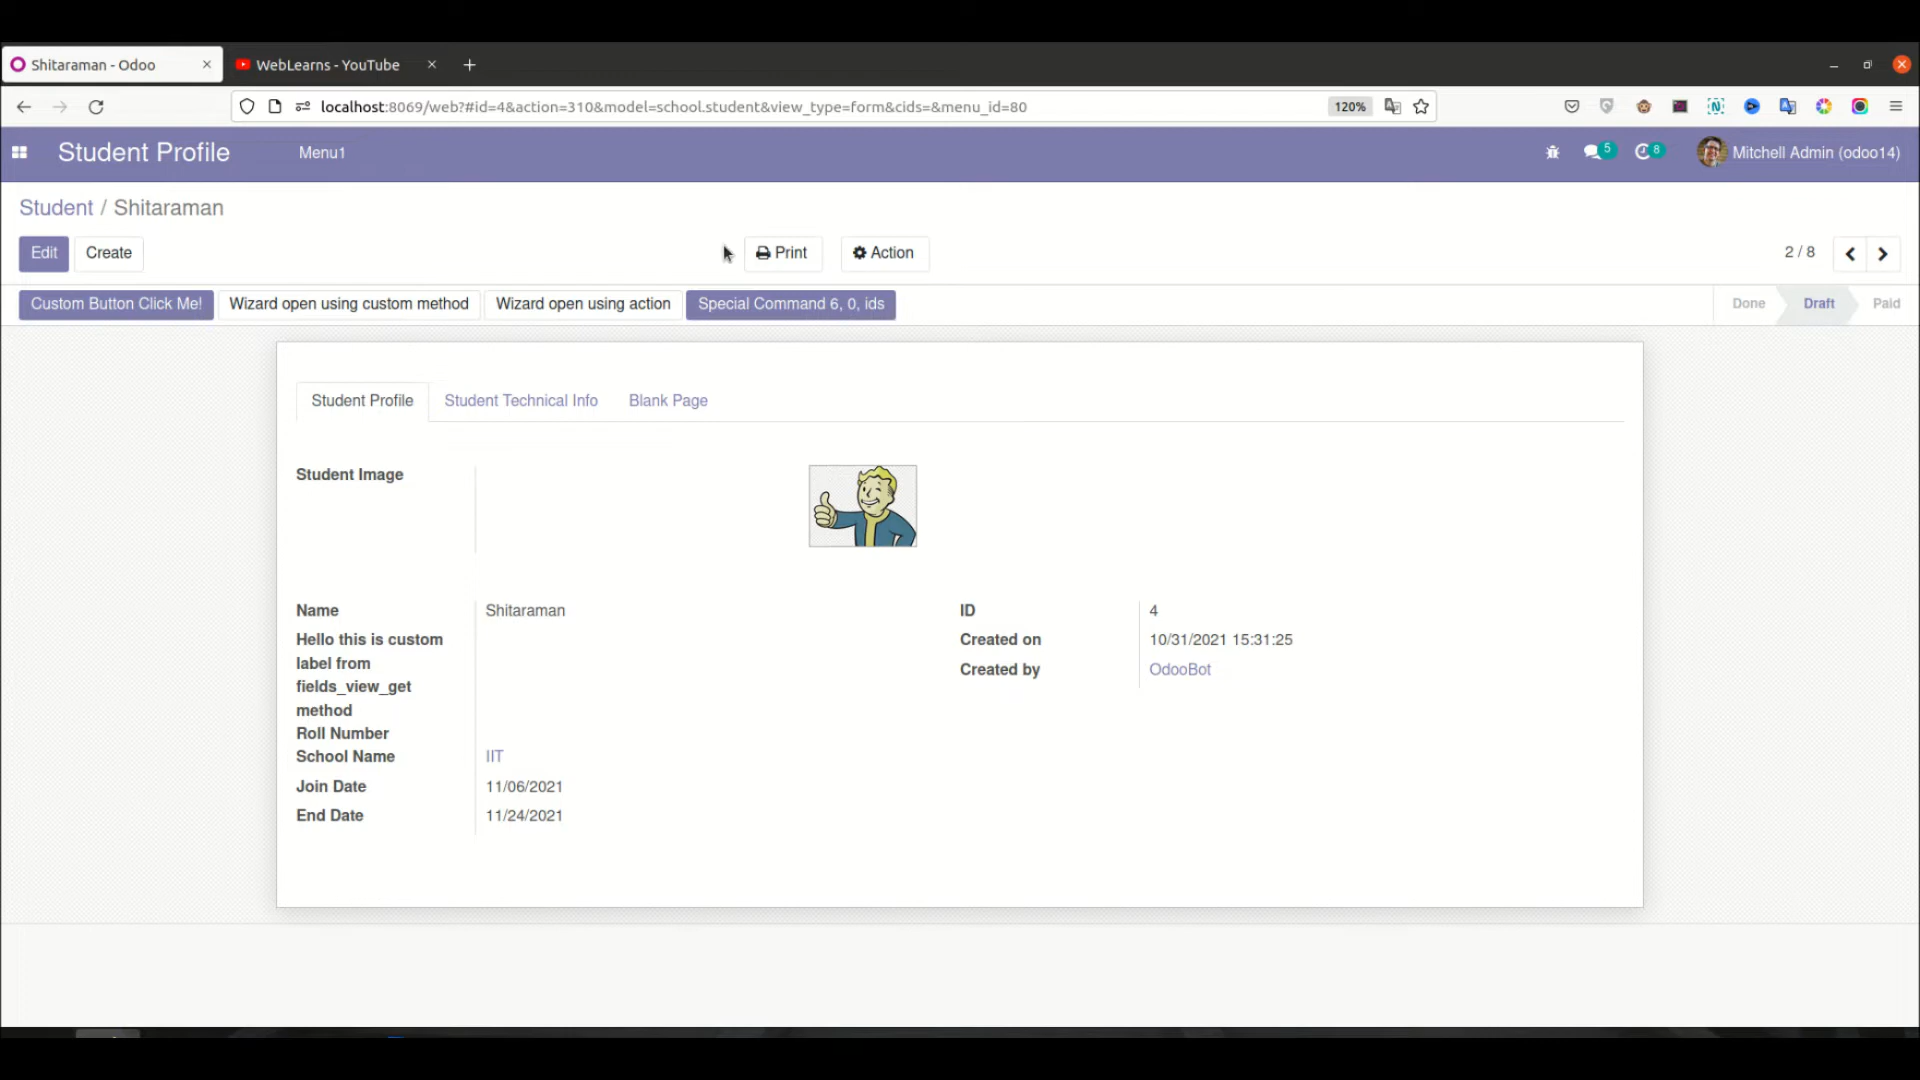 Shitaraman - Odoo
WebLearns - YouTube
localhost:8069/web?#id=4&action=310&model=school.student&view_type=form&cids=&menu_id=80
120%
Student Profile
Menu1
5
8
Mitchell Admin (odoo14)
Student / Shitaraman
Edit
Create
Print
Action
2 / 8
Custom Button Click Me!
Wizard open using custom method
Wizard open using action
Special Command 6, 0, ids
Done
Draft
Paid
Student Profile
Student Technical Info
Blank Page
Student Image
Name
Shitaraman
Hello this is custom
label from
fields_view_get
method
Roll Number
School Name
IIT
Join Date
11/06/2021
End Date
11/24/2021
ID
4
Created on
10/31/2021 15:31:25
Created by
OdooBot